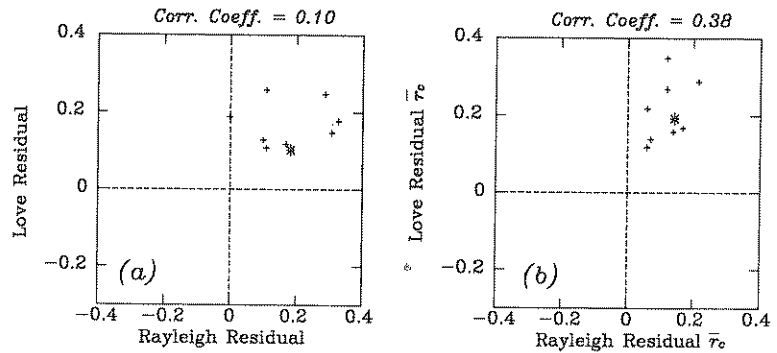 Corr. Coeff. = 0.10
0.4
0.2
0
−0.2
Love Residual
(a)
−0.4 −0.2 0 0.2 0.4
Rayleigh Residual
Corr. Coeff. = 0.38
0.4
0.2
0
−0.2
Love Residual r̅c
(b)
−0.4 −0.2 0 0.2 0.4
Rayleigh Residual r̅c